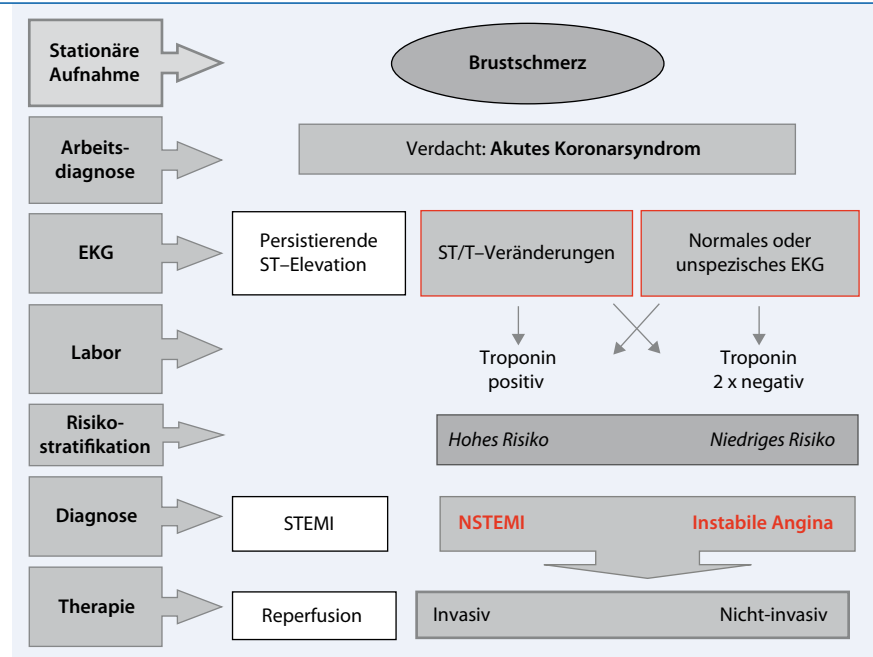 Stationäre
Aufnahme
Brustschmerz
Arbeits-
diagnose
Verdacht: Akutes Koronarsyndrom
EKG
Persistierende
ST–Elevation
ST/T–Veränderungen
Normales oder
unspezisches EKG
Labor
Troponin
positiv
Troponin
2 x negativ
Risiko-
stratifikation
Hohes Risiko
Niedriges Risiko
Diagnose
STEMI
NSTEMI
Instabile Angina
Therapie
Reperfusion
Invasiv
Nicht-invasiv